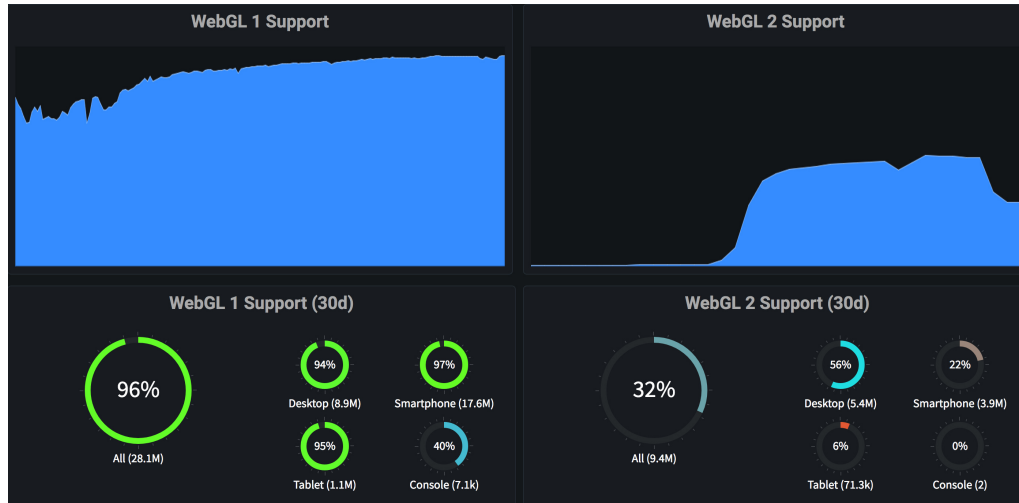 WebGL 1 Support
WebGL 2 Support
WebGL 1 Support (30d)
96%
All (28.1M)
94%
Desktop (8.9M)
97%
Smartphone (17.6M)
95%
Tablet (1.1M)
40%
Console (7.1k)
WebGL 2 Support (30d)
32%
All (9.4M)
56%
Desktop (5.4M)
22%
Smartphone (3.9M)
6%
Tablet (71.3k)
0%
Console (2)